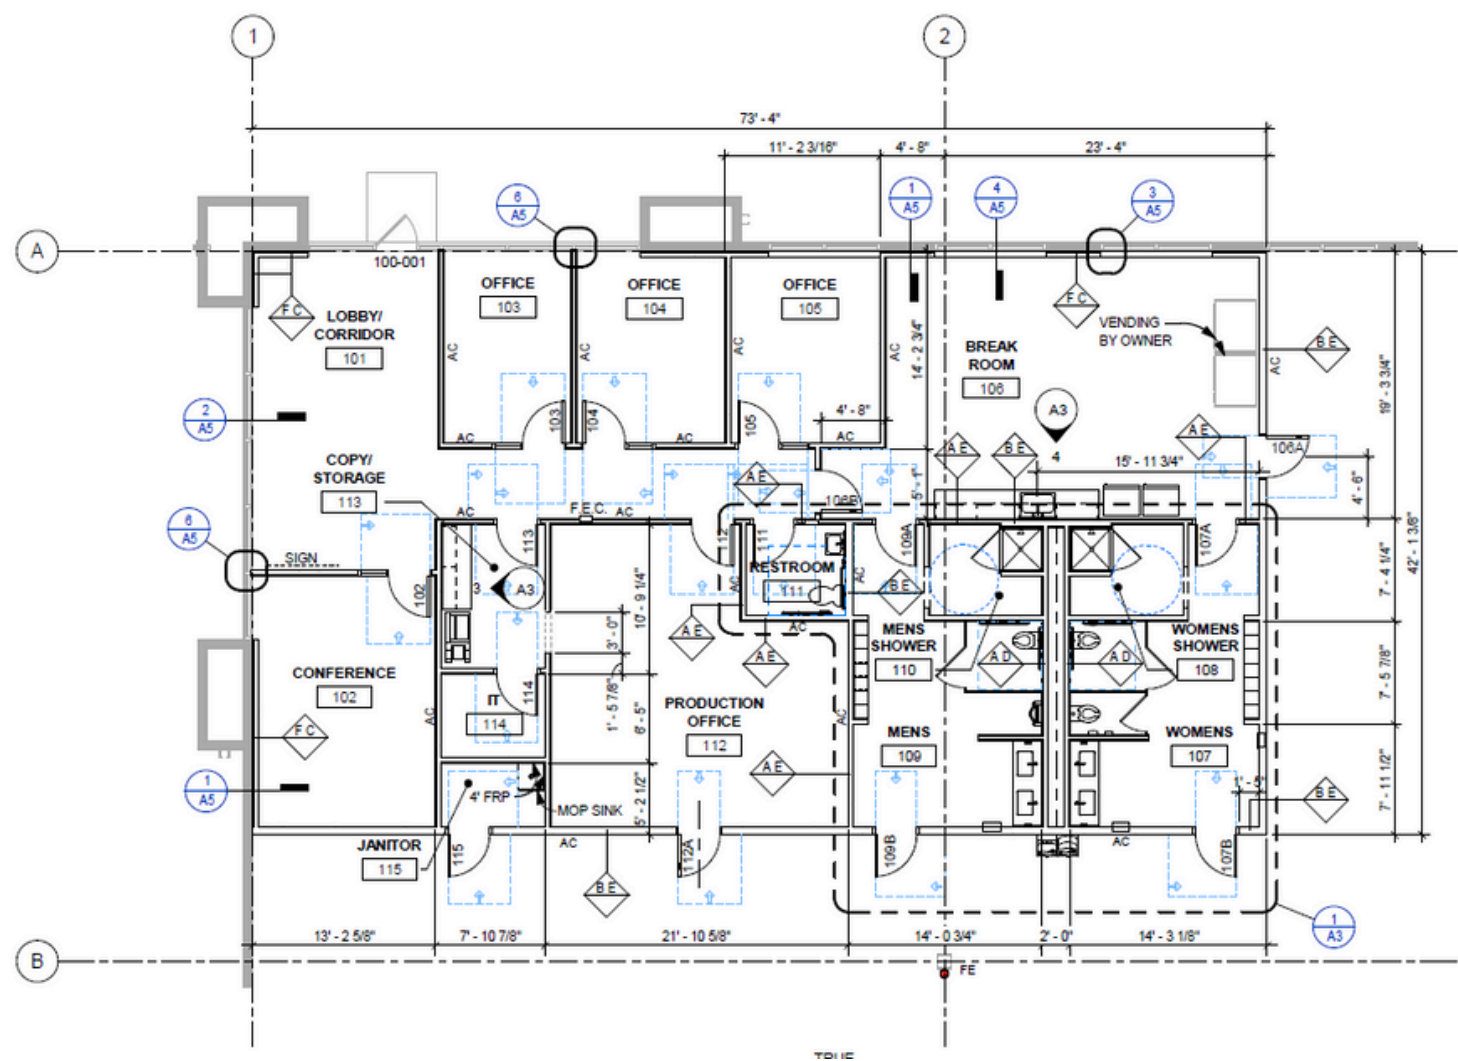 1
2
73' - 4"
11' - 2 3/16"
4' - 8"
23' - 4"
6
A5
1
A5
4
A5
3
A5
A
100-001
OFFICE
103
OFFICE
104
OFFICE
105
F C
LOBBY/
CORRIDOR
101
F C
VENDING
BY OWNER
B E
BREAK
ROOM
106
AC
AC
AC
AC
14' - 2 3/4"
19' - 3 3/4"
2
A5
103
104
105
4' - 8"
A3
4
A E
106A
AC
AC
AC
COPY/
STORAGE
113
A E
B E
15' - 11 3/4"
A E
106B
5' - 1"
4' - 6"
F.E.C.
AC
AC
6
A5
SIGN
113
112
111
109A
107A
RESTROOM
111
AC
AC
B E
102
3
A3
10' - 9 1/4"
7' - 4 1/4"
42' - 1 3/8"
3' - 0"
A E
AC
A E
MENS
SHOWER
110
A D
A D
WOMENS
SHOWER
108
CONFERENCE
102
IT
114
114
1' - 5 7/8"
6' - 5"
7' - 5 7/8"
PRODUCTION
OFFICE
112
AC
AC
F C
MENS
109
WOMENS
107
1
A5
A E
1' - 5"
B E
4' FRP
MOP SINK
5' - 2 1/2"
7' - 11 1/2"
JANITOR
115
115
AC
112A
109B
AC
107B
B E
1
A3
13' - 2 5/8"
7' - 10 7/8"
21' - 10 5/8"
14' - 0 3/4"
2' - 0"
14' - 3 1/8"
B
FE